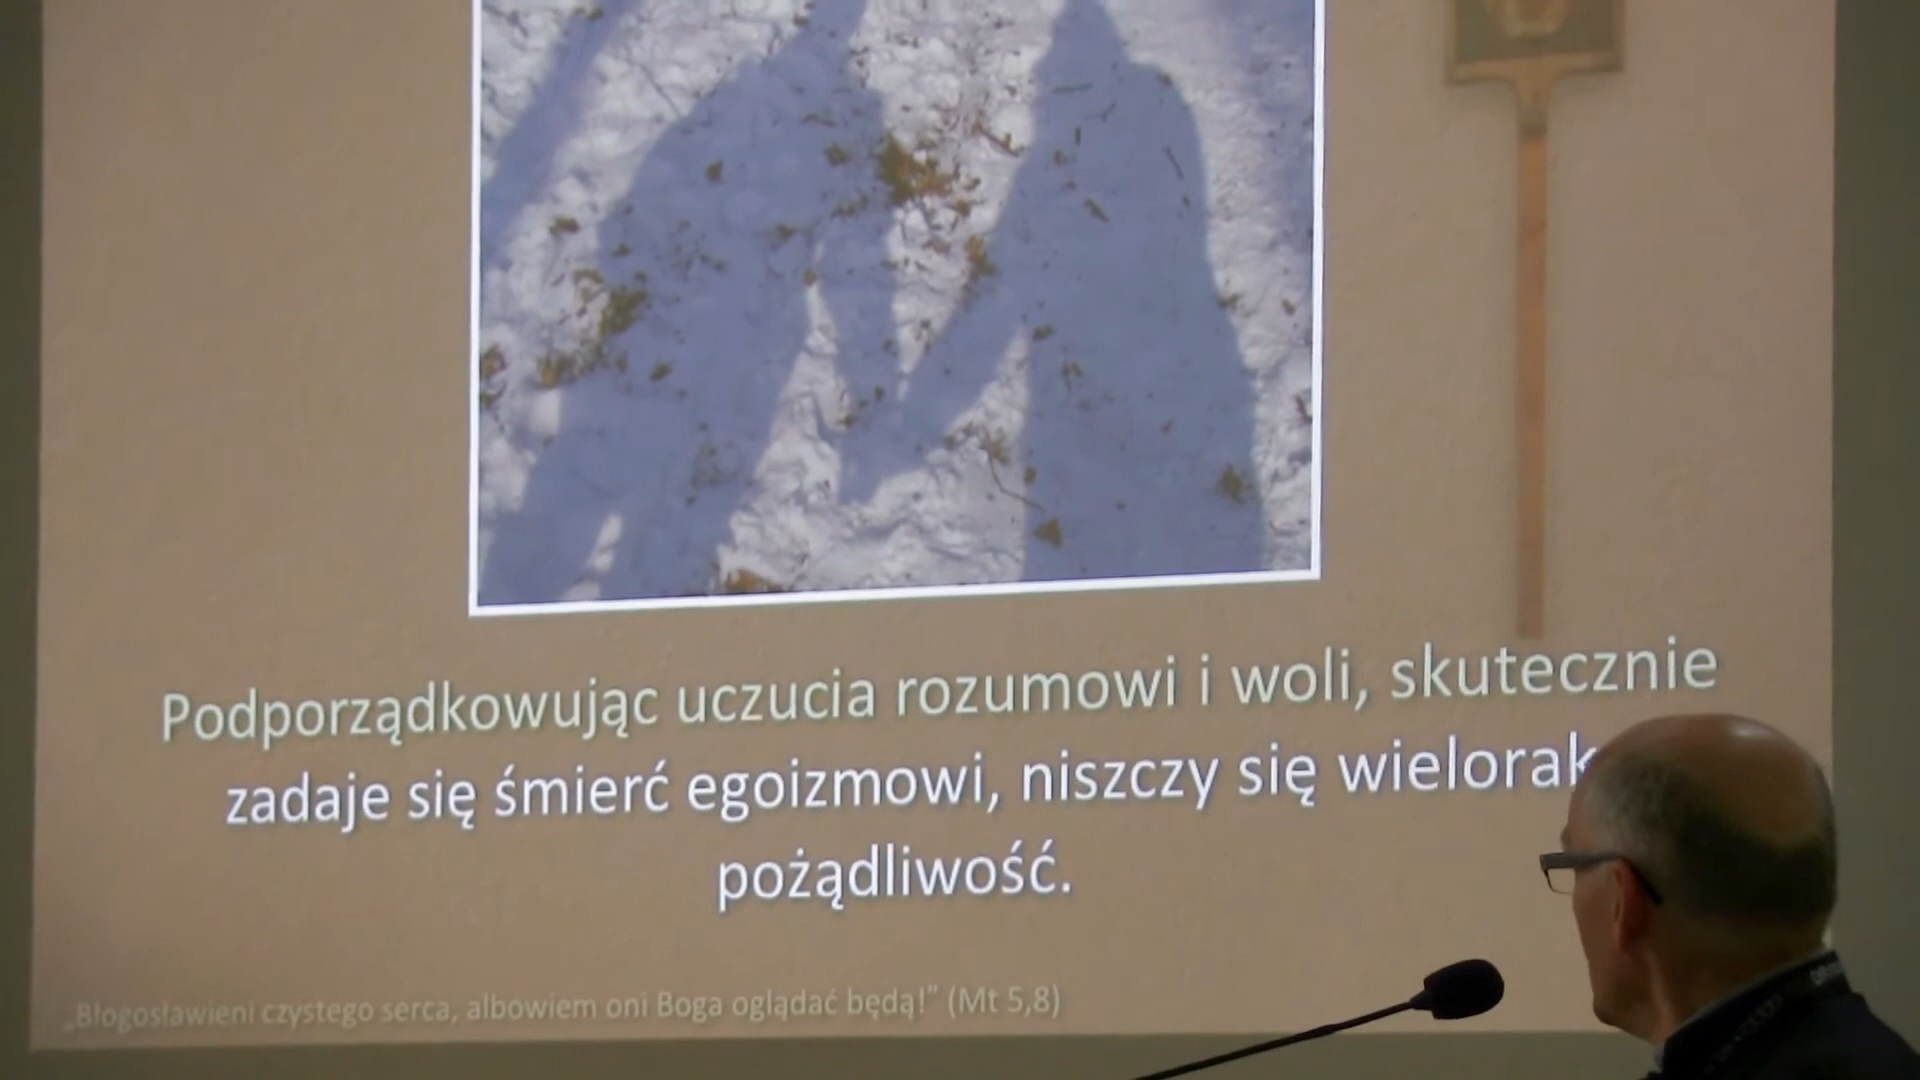 Podporządkowując uczucia rozumowi i woli, skutecznie
zadaje się śmierć egoizmowi, niszczy się wielorak
pożądliwość.
„Błogosławieni czystego serca, albowiem oni Boga oglądać będą!” (Mt 5,8)